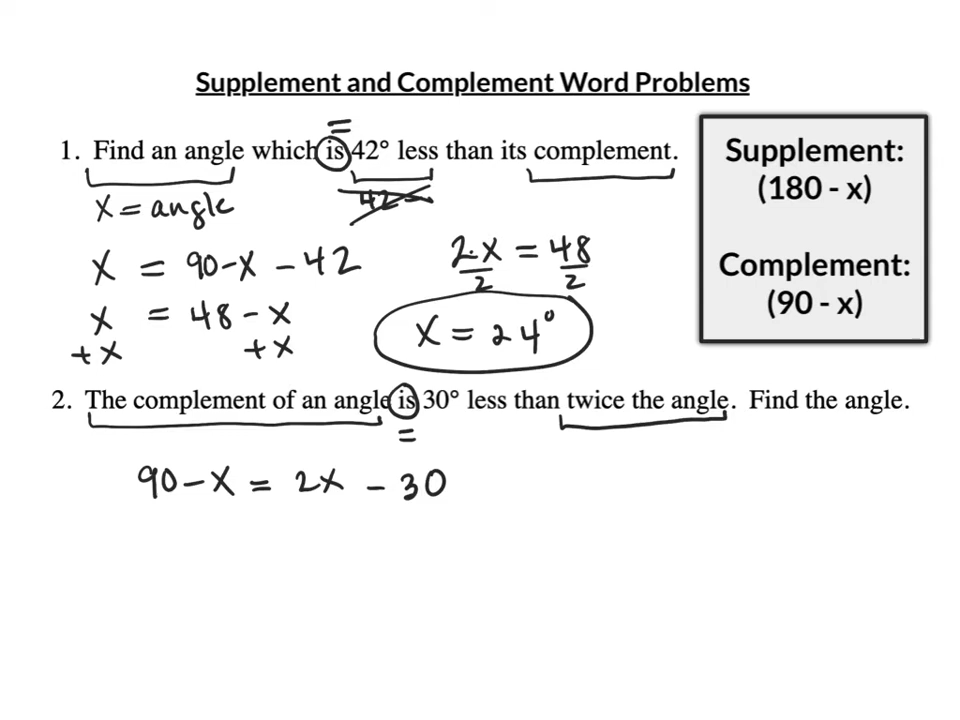 Supplement and Complement Word Problems
=
1. Find an angle which is 42° less than its complement.
x = angle
42 -
x = 90-x - 42
x = 48 - x
+x +x
2·x = 48
2 2
x = 24°
Supplement:
(180 - x)
Complement:
(90 - x)
2. The complement of an angle is 30° less than twice the angle. Find the angle.
=
90-x = 2x - 30